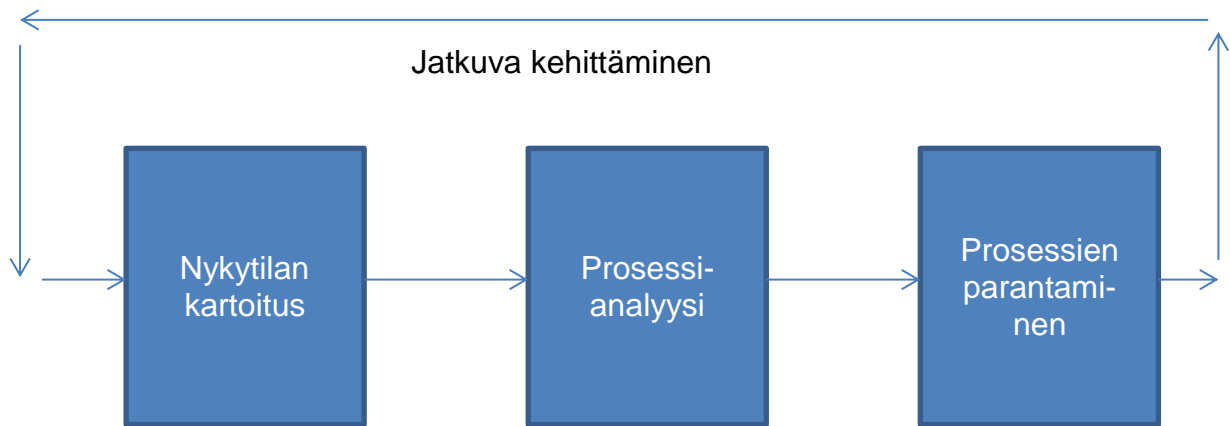 Jatkuva kehittäminen
Nykytilan
kartoitus
Prosessi-
analyysi
Prosessien
parantami-
nen